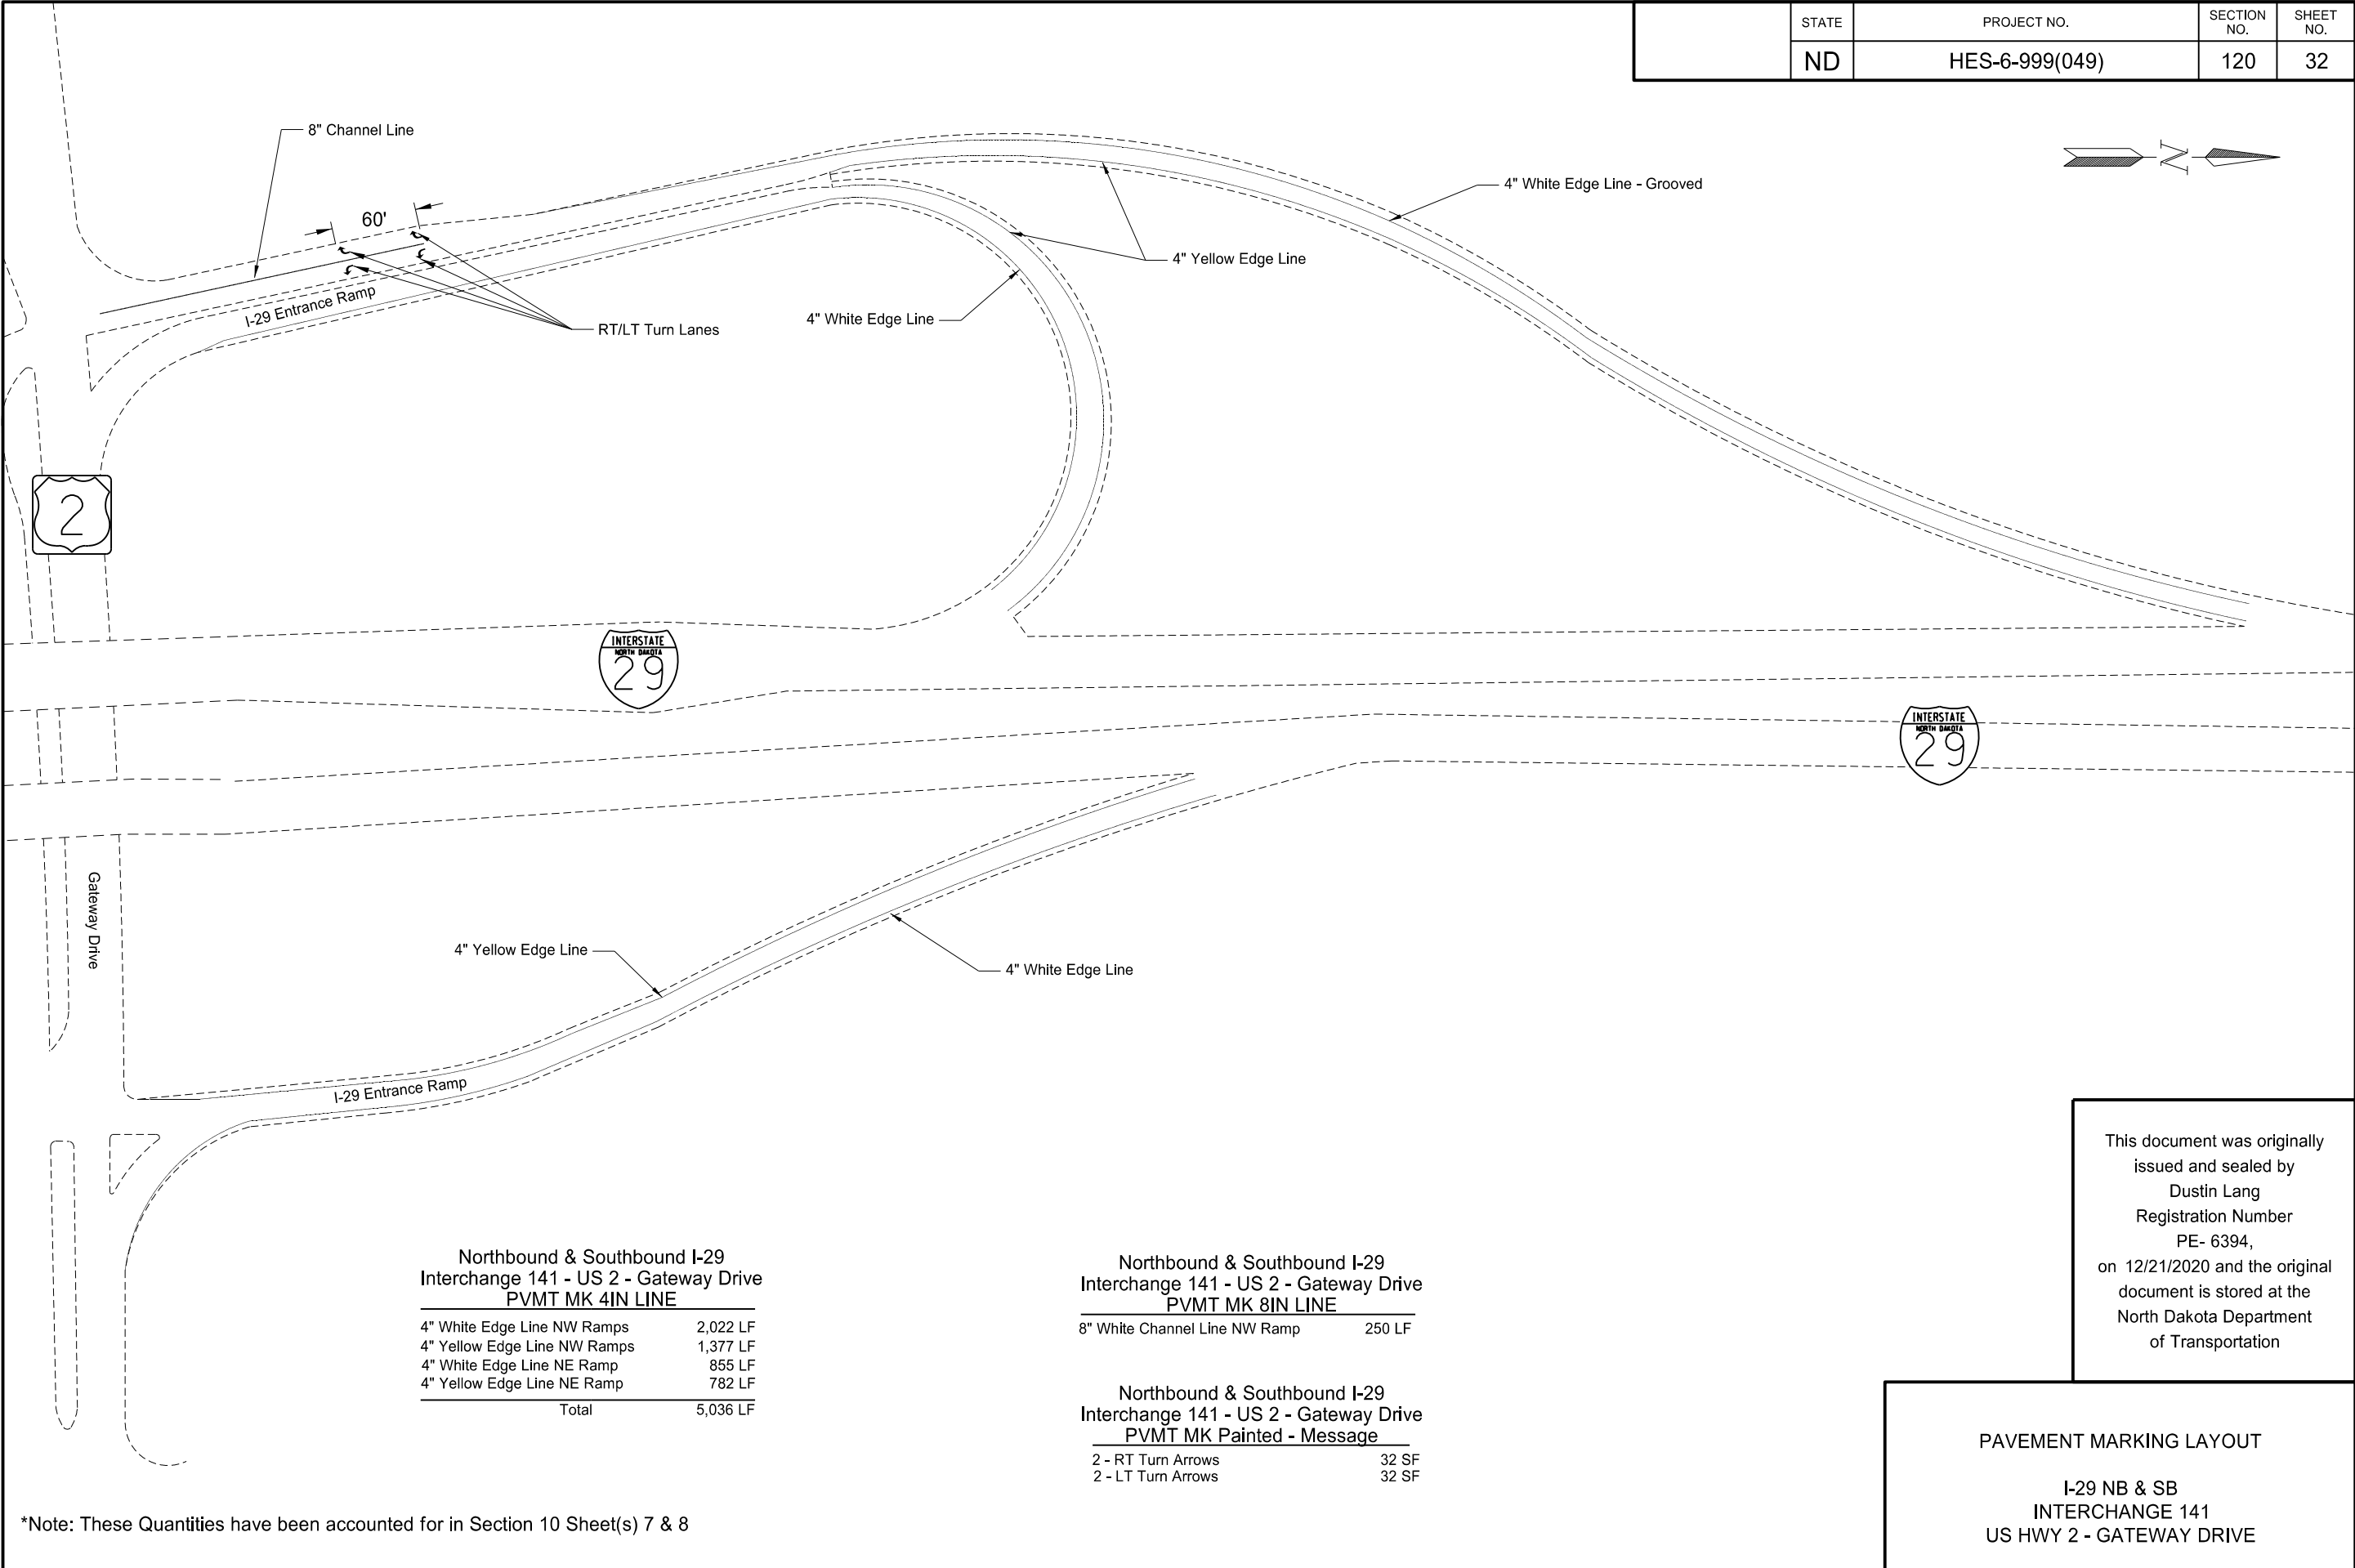 STATE
PROJECT NO.
SECTION NO.
SHEET NO.
ND
HES-6-999(049)
120
32
8" Channel Line
60'
N
4" White Edge Line - Grooved
4" Yellow Edge Line
I-29 Entrance Ramp
4" White Edge Line
RT/LT Turn Lanes
2
INTERSTATE
NORTH DAKOTA
29
INTERSTATE
NORTH DAKOTA
29
Gateway Drive
4" Yellow Edge Line
4" White Edge Line
I-29 Entrance Ramp
This document was originally
issued and sealed by
Dustin Lang
Registration Number
PE- 6394,
on 12/21/2020 and the original
document is stored at the
North Dakota Department
of Transportation
Northbound & Southbound I-29
Interchange 141 - US 2 - Gateway Drive
PVMT MK 4IN LINE
4" White Edge Line NW Ramps 2,022 LF
4" Yellow Edge Line NW Ramps 1,377 LF
4" White Edge Line NE Ramp 855 LF
4" Yellow Edge Line NE Ramp 782 LF
Total 5,036 LF
Northbound & Southbound I-29
Interchange 141 - US 2 - Gateway Drive
PVMT MK 8IN LINE
8" White Channel Line NW Ramp 250 LF
Northbound & Southbound I-29
Interchange 141 - US 2 - Gateway Drive
PVMT MK Painted - Message
2 - RT Turn Arrows 32 SF
2 - LT Turn Arrows 32 SF
PAVEMENT MARKING LAYOUT
I-29 NB & SB
INTERCHANGE 141
US HWY 2 - GATEWAY DRIVE
*Note: These Quantities have been accounted for in Section 10 Sheet(s) 7 & 8